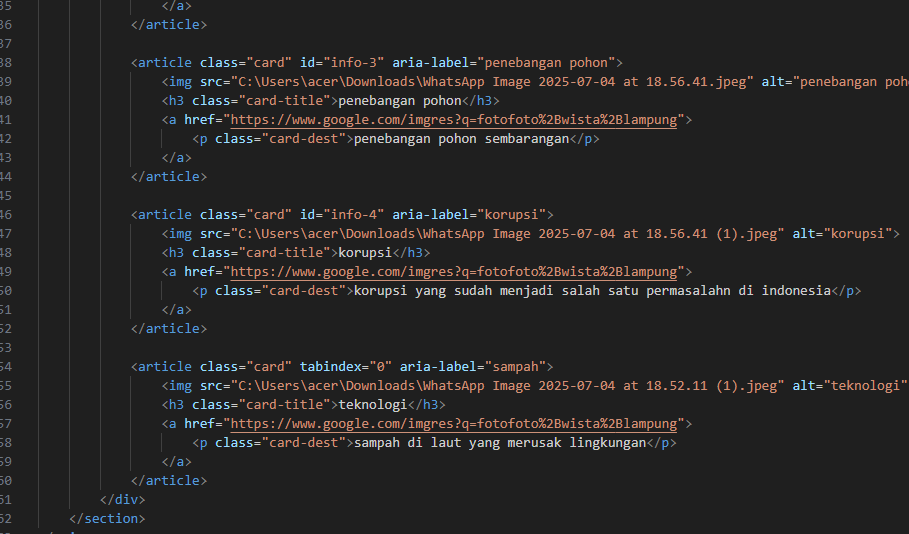 35 </a>
36 </article>
37
38 <article class="card" id="info-3" aria-label="penebangan pohon">
39 <img src="C:\Users\acer\Downloads\WhatsApp Image 2025-07-04 at 18.56.41.jpeg" alt="penebangan poh
40 <h3 class="card-title">penebangan pohon</h3>
41 <a href="https://www.google.com/imgres?q=fotofoto%2Bwista%2Blampung">
42 <p class="card-dest">penebangan pohon sembarangan</p>
43 </a>
44 </article>
45
46 <article class="card" id="info-4" aria-label="korupsi">
47 <img src="C:\Users\acer\Downloads\WhatsApp Image 2025-07-04 at 18.56.41 (1).jpeg" alt="korupsi">
48 <h3 class="card-title">korupsi</h3>
49 <a href="https://www.google.com/imgres?q=fotofoto%2Bwista%2Blampung">
50 <p class="card-dest">korupsi yang sudah menjadi salah satu permasalahn di indonesia</p>
51 </a>
52 </article>
53
54 <article class="card" tabindex="0" aria-label="sampah">
55 <img src="C:\Users\acer\Downloads\WhatsApp Image 2025-07-04 at 18.52.11 (1).jpeg" alt="teknologi"
56 <h3 class="card-title">teknologi</h3>
57 <a href="https://www.google.com/imgres?q=fotofoto%2Bwista%2Blampung">
58 <p class="card-dest">sampah di laut yang merusak lingkungan</p>
59 </a>
60 </article>
61 </div>
62 </section>